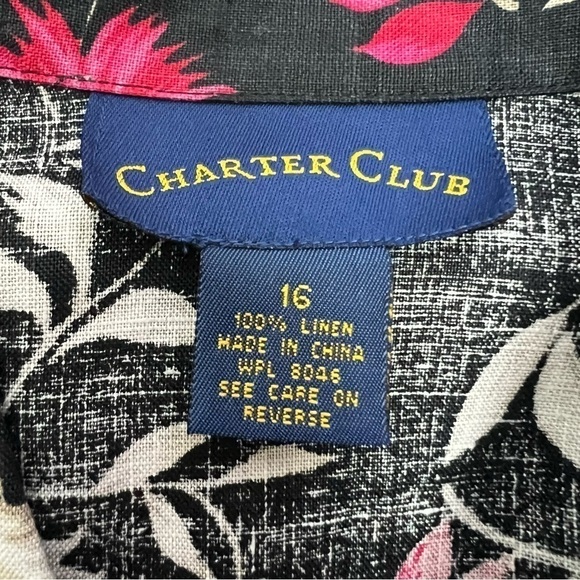 CHARTER CLUB
16
100% LINEN
MADE IN CHINA
WPL 8046
SEE CARE ON
REVERSE